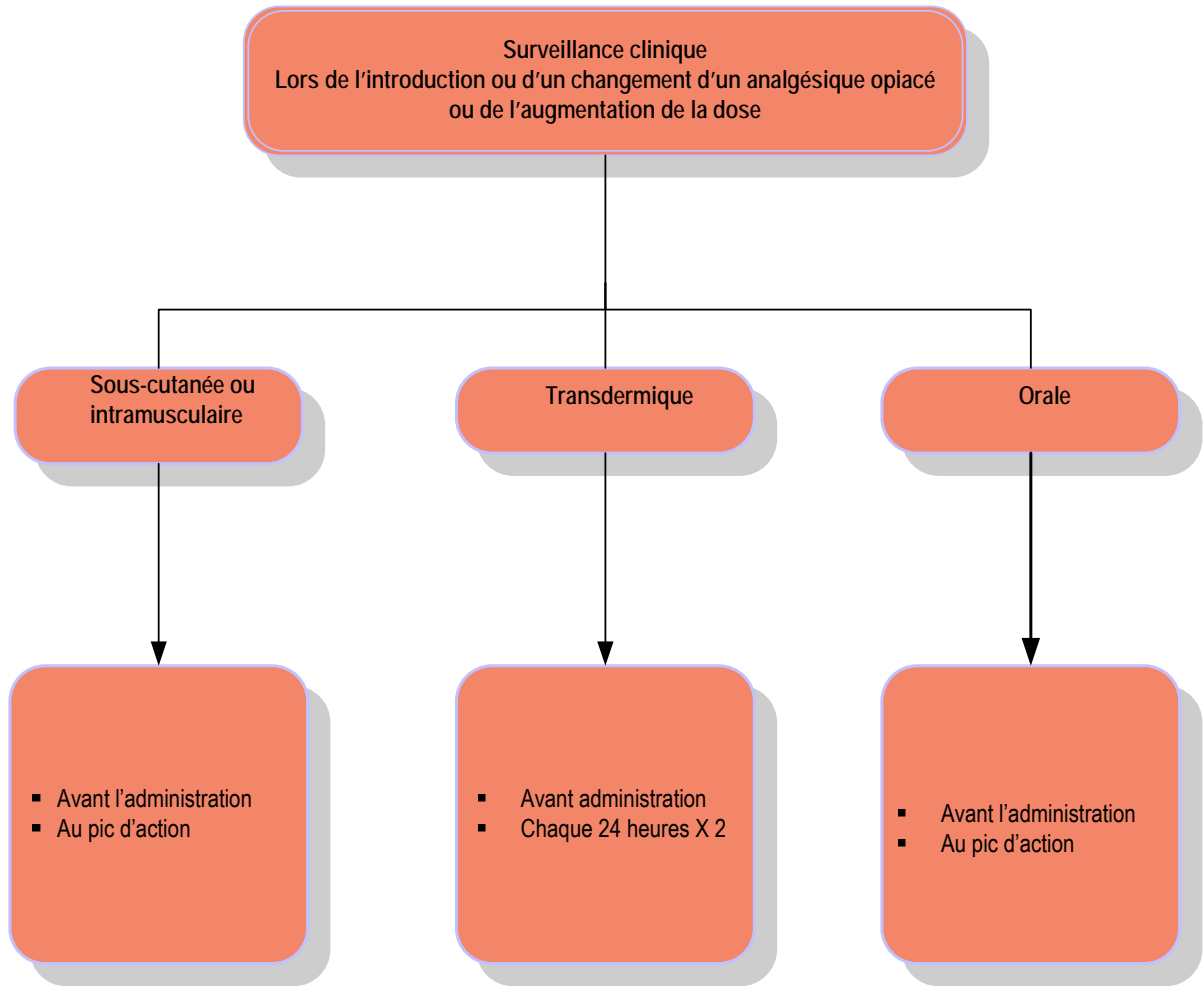 Surveillance clinique
Lors de l'introduction ou d'un changement d'un analgésique opiacé
ou de l'augmentation de la dose
Sous-cutanée ou
intramusculaire
Transdermique
Orale
▪ Avant l'administration
▪ Au pic d'action
▪ Avant administration
▪ Chaque 24 heures X 2
▪ Avant l'administration
▪ Au pic d'action